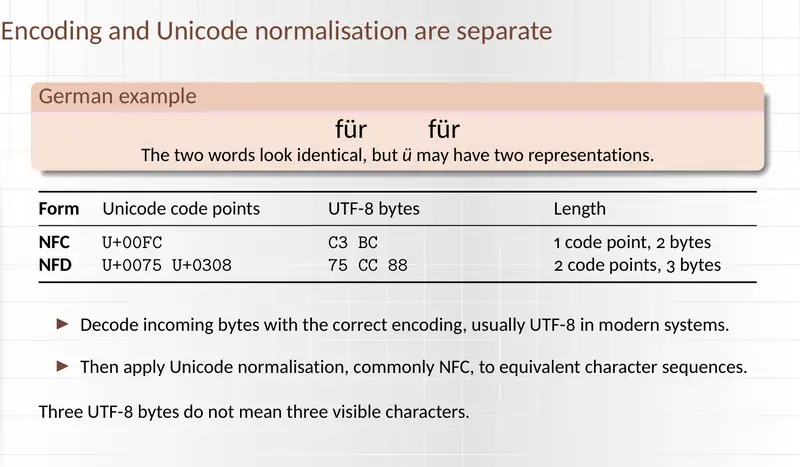 Encoding and Unicode normalisation are separate
German example
für für
The two words look identical, but ü may have two representations.
Form Unicode code points UTF-8 bytes Length
NFC U+00FC C3 BC 1 code point, 2 bytes
NFD U+0075 U+0308 75 CC 88 2 code points, 3 bytes
► Decode incoming bytes with the correct encoding, usually UTF-8 in modern systems.
► Then apply Unicode normalisation, commonly NFC, to equivalent character sequences.
Three UTF-8 bytes do not mean three visible characters.